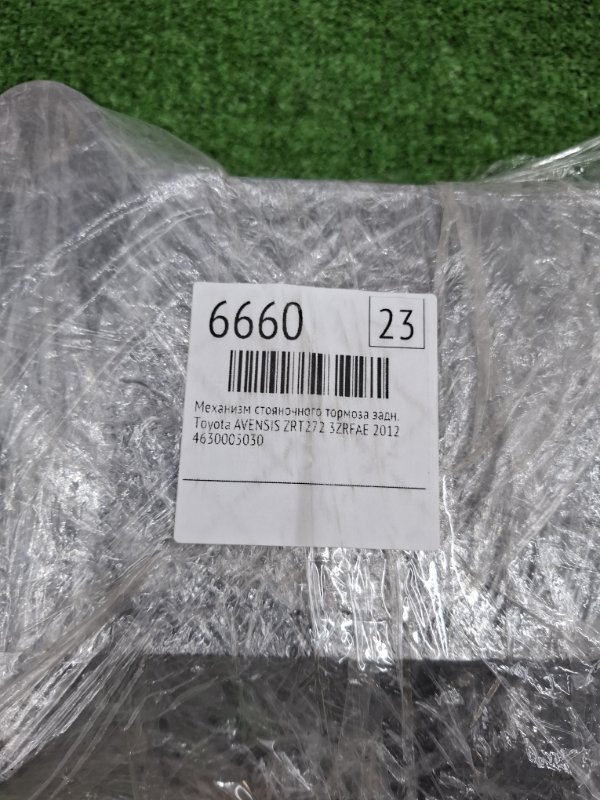 6660 23
Механизм стояночного тормоза задн.
Toyota AVENSIS ZRT272 3ZRFAE 2012
4630005030